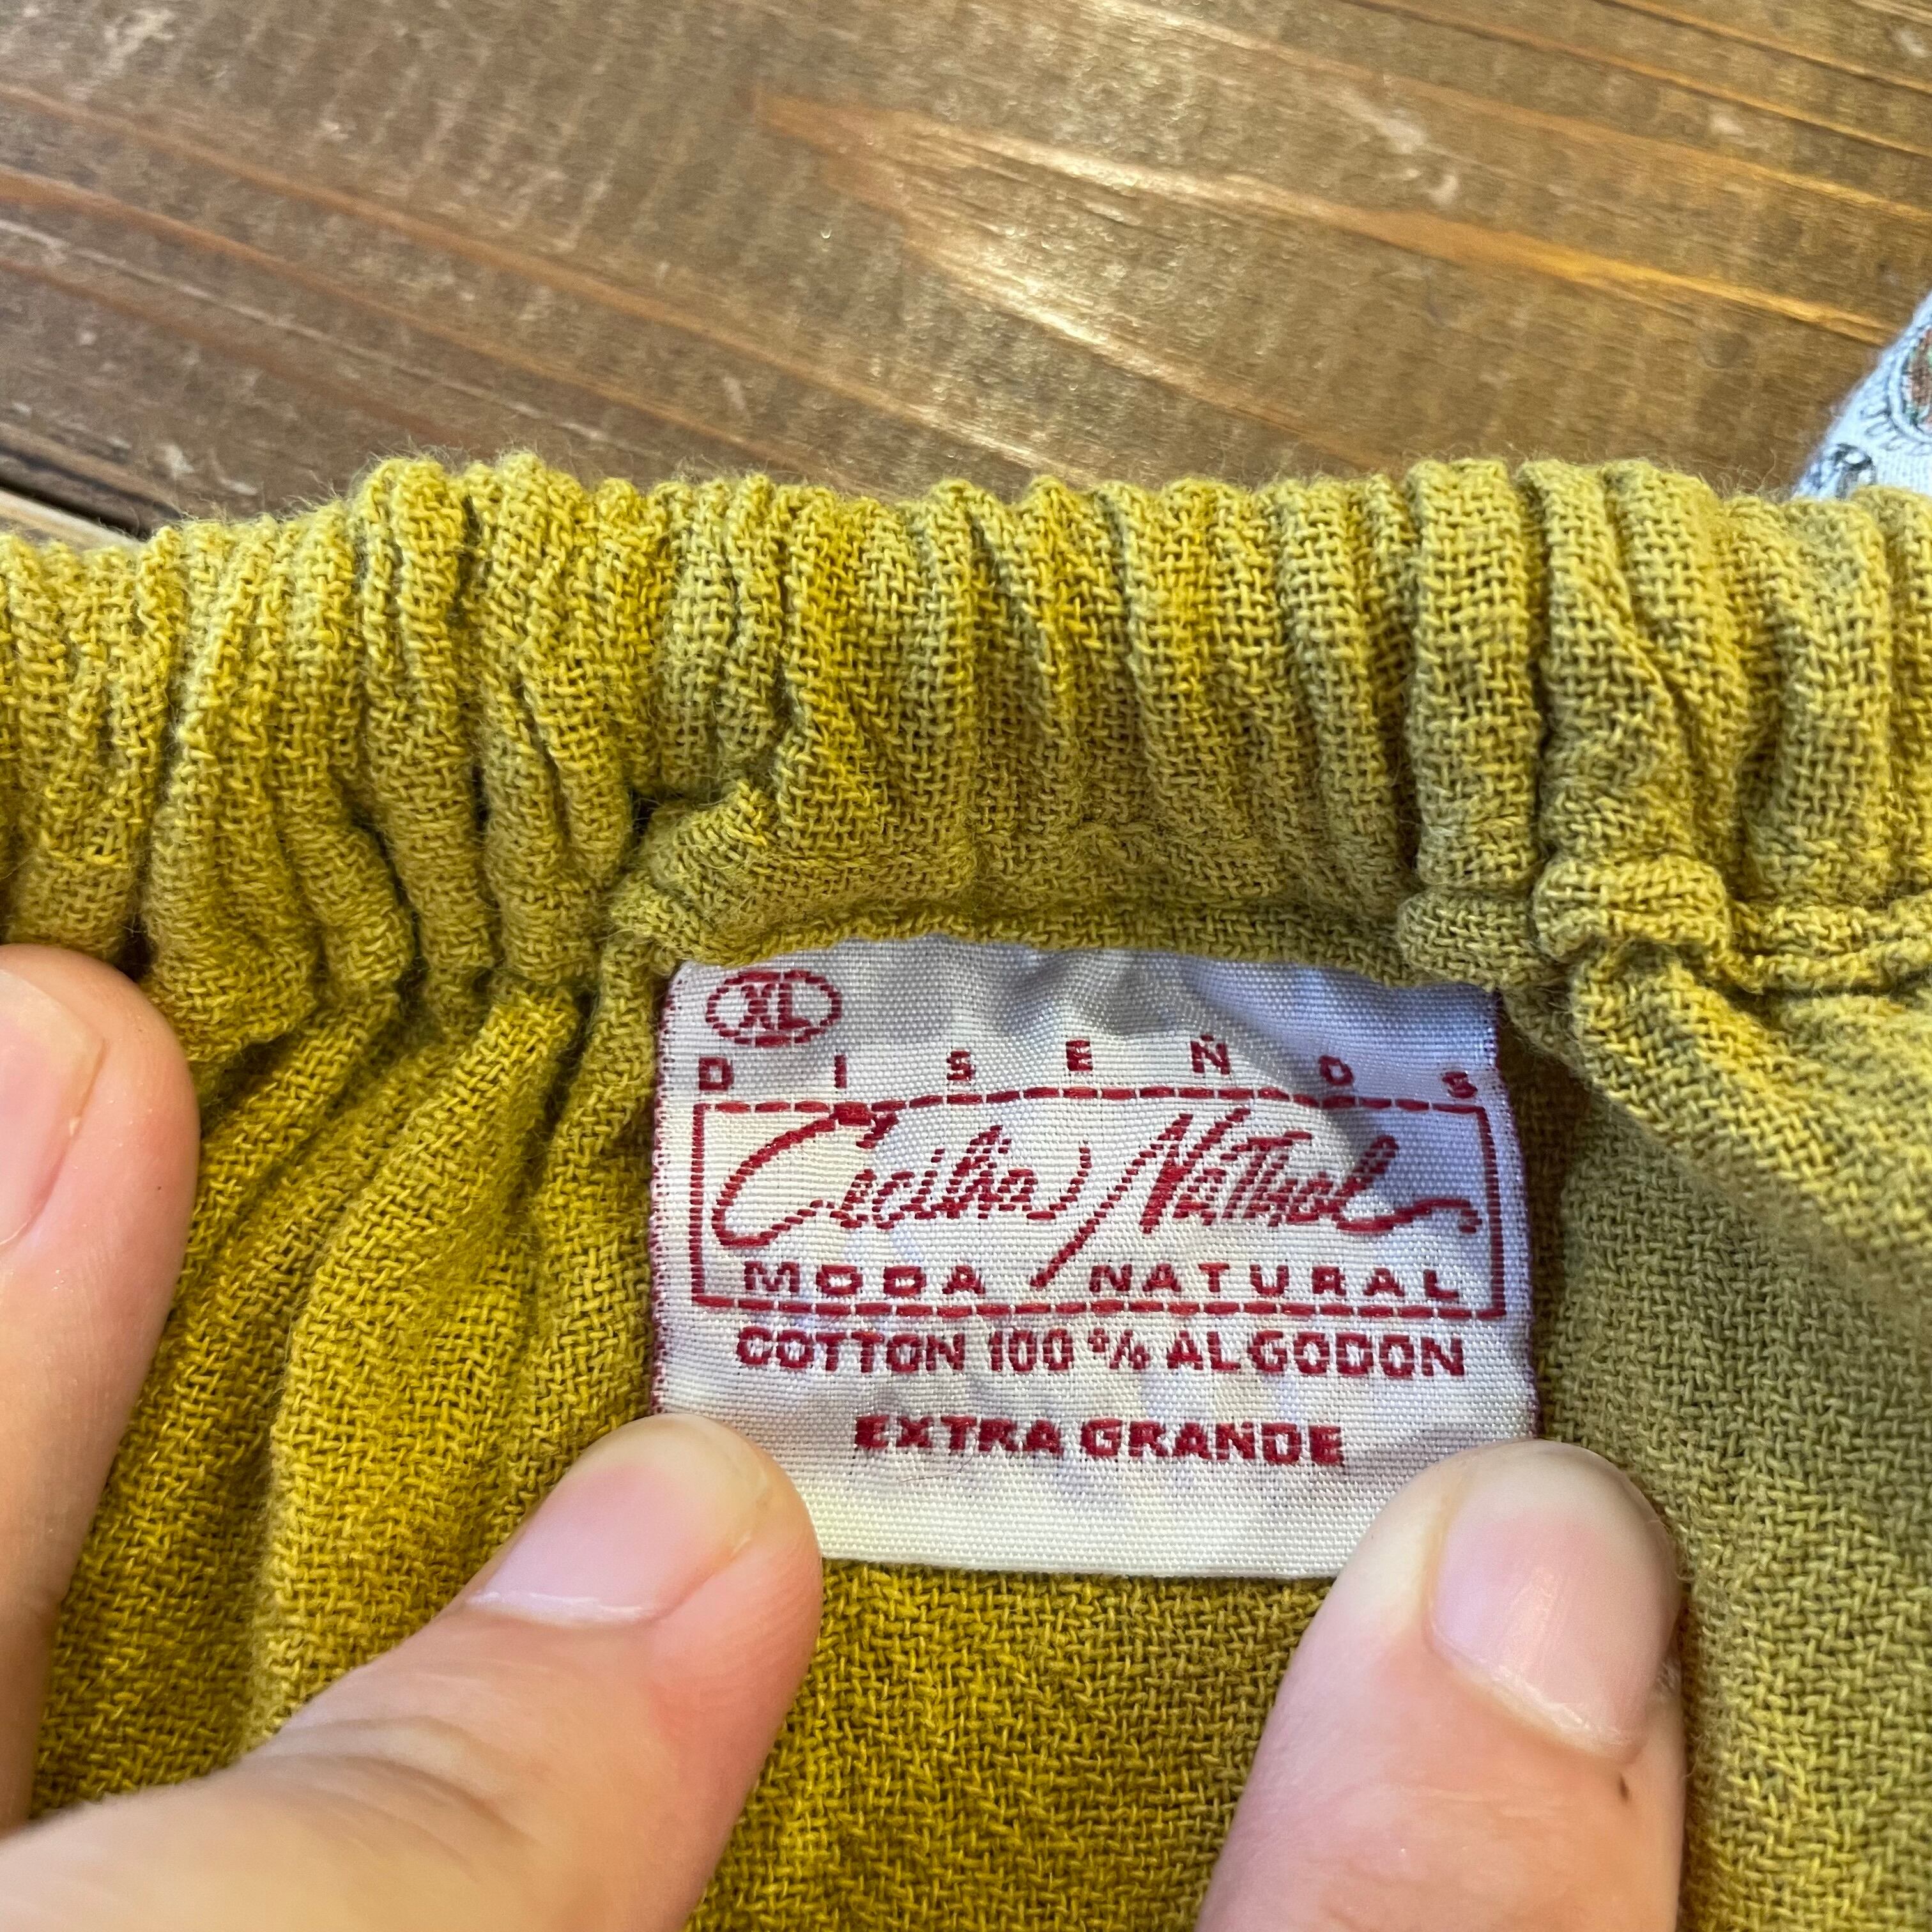 XL
DISEÑOS
Cecilia Nathal
MODA NATURAL
COTTON 100% ALGODON
EXTRA GRANDE